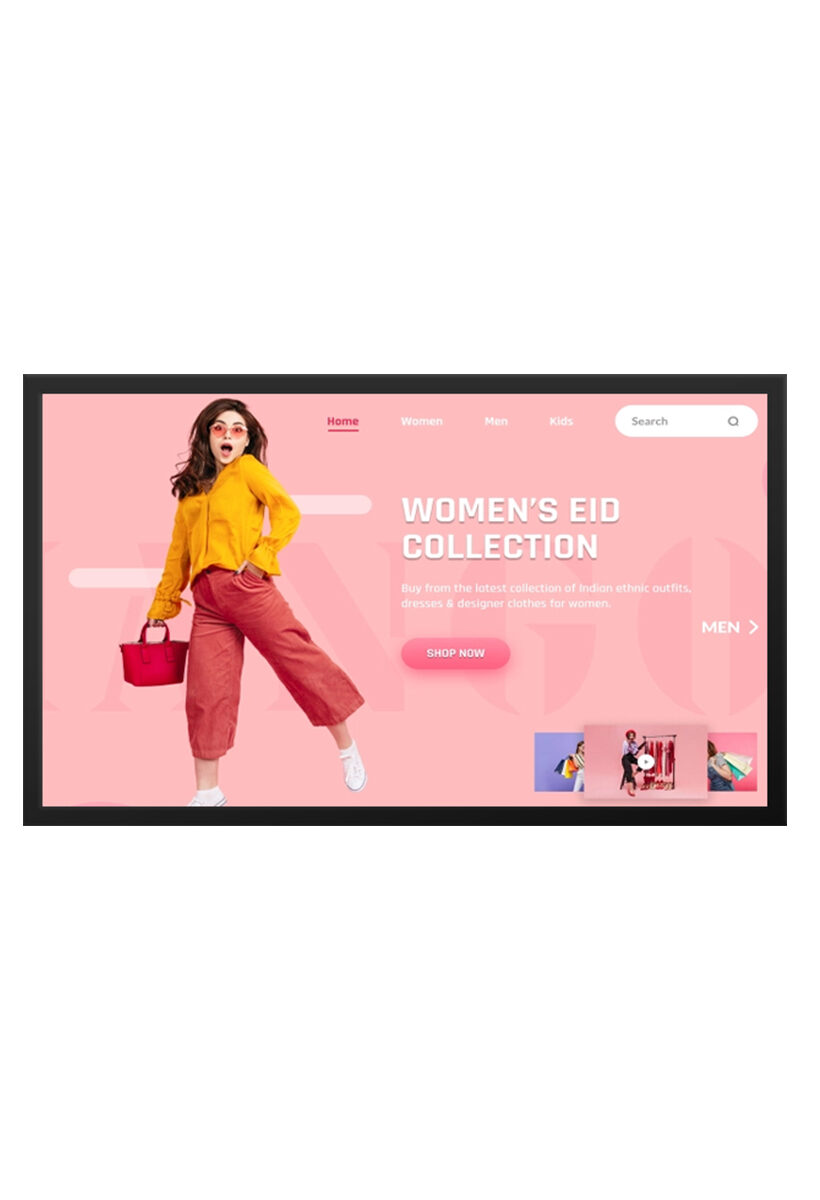 Home Women Men Kids Search
WOMEN'S EID
COLLECTION
Buy from the latest collection of Indian ethnic outfits,
dresses & designer clothes for women.
MEN
SHOP NOW